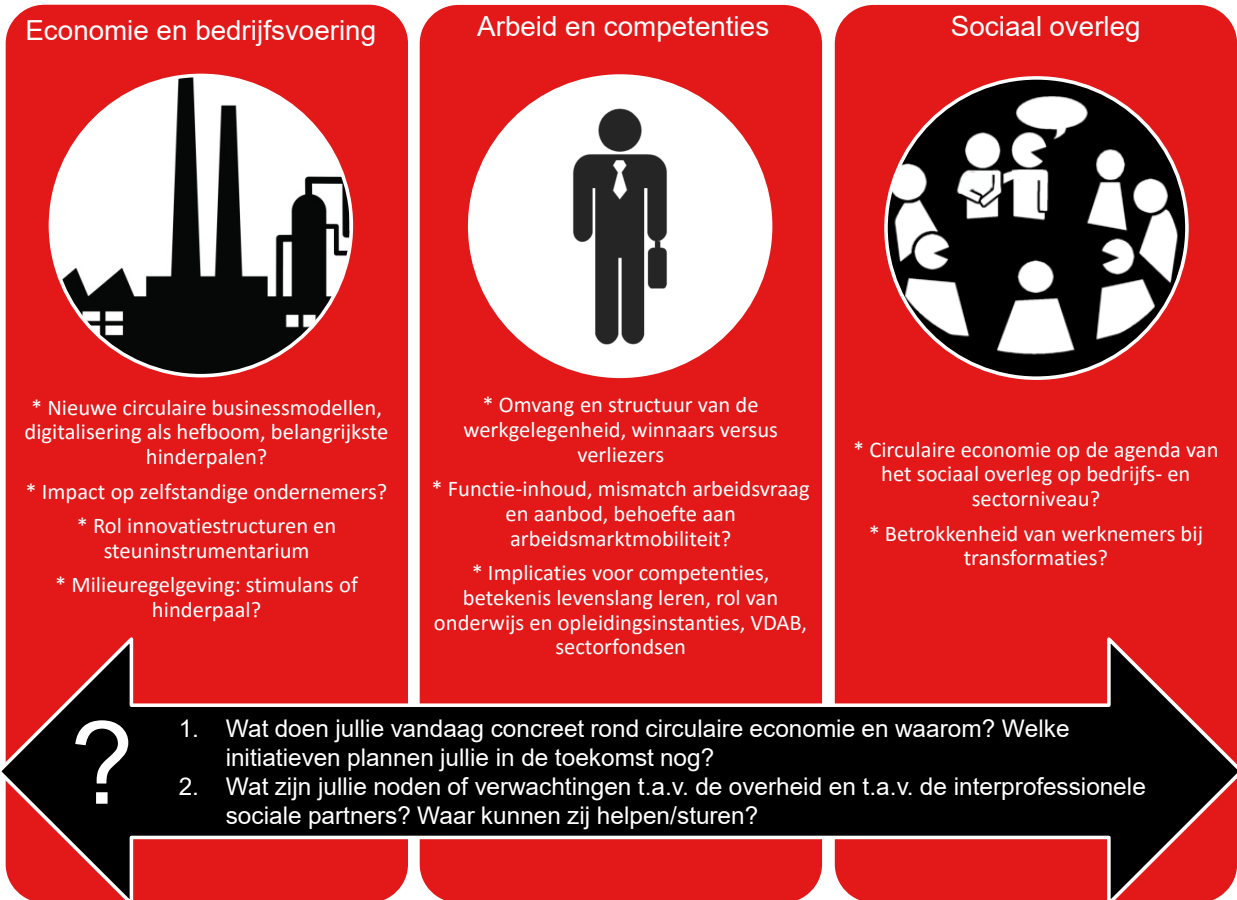 Economie en bedrijfsvoering
* Nieuwe circulaire businessmodellen,
digitalisering als hefboom, belangrijkste
hinderpalen?
* Impact op zelfstandige ondernemers?
* Rol innovatiestructuren en
steuninstrumentarium
* Milieuregelgeving: stimulans of
hinderpaal?
Arbeid en competenties
* Omvang en structuur van de
werkgelegenheid, winnaars versus
verliezers
* Functie-inhoud, mismatch arbeidsvraag
en aanbod, behoefte aan
arbeidsmarktmobiliteit?
* Implicaties voor competenties,
betekenis levenslang leren, rol van
onderwijs en opleidingsinstanties, VDAB,
sectorfondsen
Sociaal overleg
* Circulaire economie op de agenda van
het sociaal overleg op bedrijfs- en
sectorniveau?
* Betrokkenheid van werknemers bij
transformaties?
?
1. Wat doen jullie vandaag concreet rond circulaire economie en waarom? Welke
initiatieven plannen jullie in de toekomst nog?
2. Wat zijn jullie noden of verwachtingen t.a.v. de overheid en t.a.v. de interprofessionele
sociale partners? Waar kunnen zij helpen/sturen?